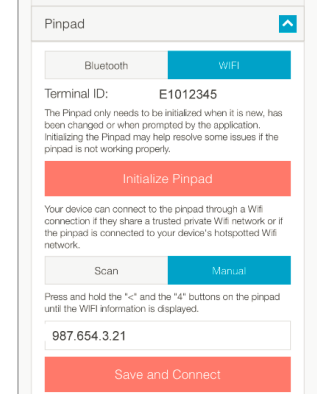 Pinpad
Bluetooth WIFI
Terminal ID: E1012345
The Pinpad only needs to be initialized when it is new, has
been changed or when prompted by the application.
Initializing the Pinpad may help resolve some issues if the
pinpad is not working properly.
Initialize Pinpad
Your device can connect to the pinpad through a Wifi
connection if they share a trusted private Wifi network or if
the pinpad is connected to your device's hotspotted Wifi
network.
Scan Manual
Press and hold the "<" and the "4" buttons on the pinpad
until the WIFI information is displayed.
987.654.3.21
Save and Connect